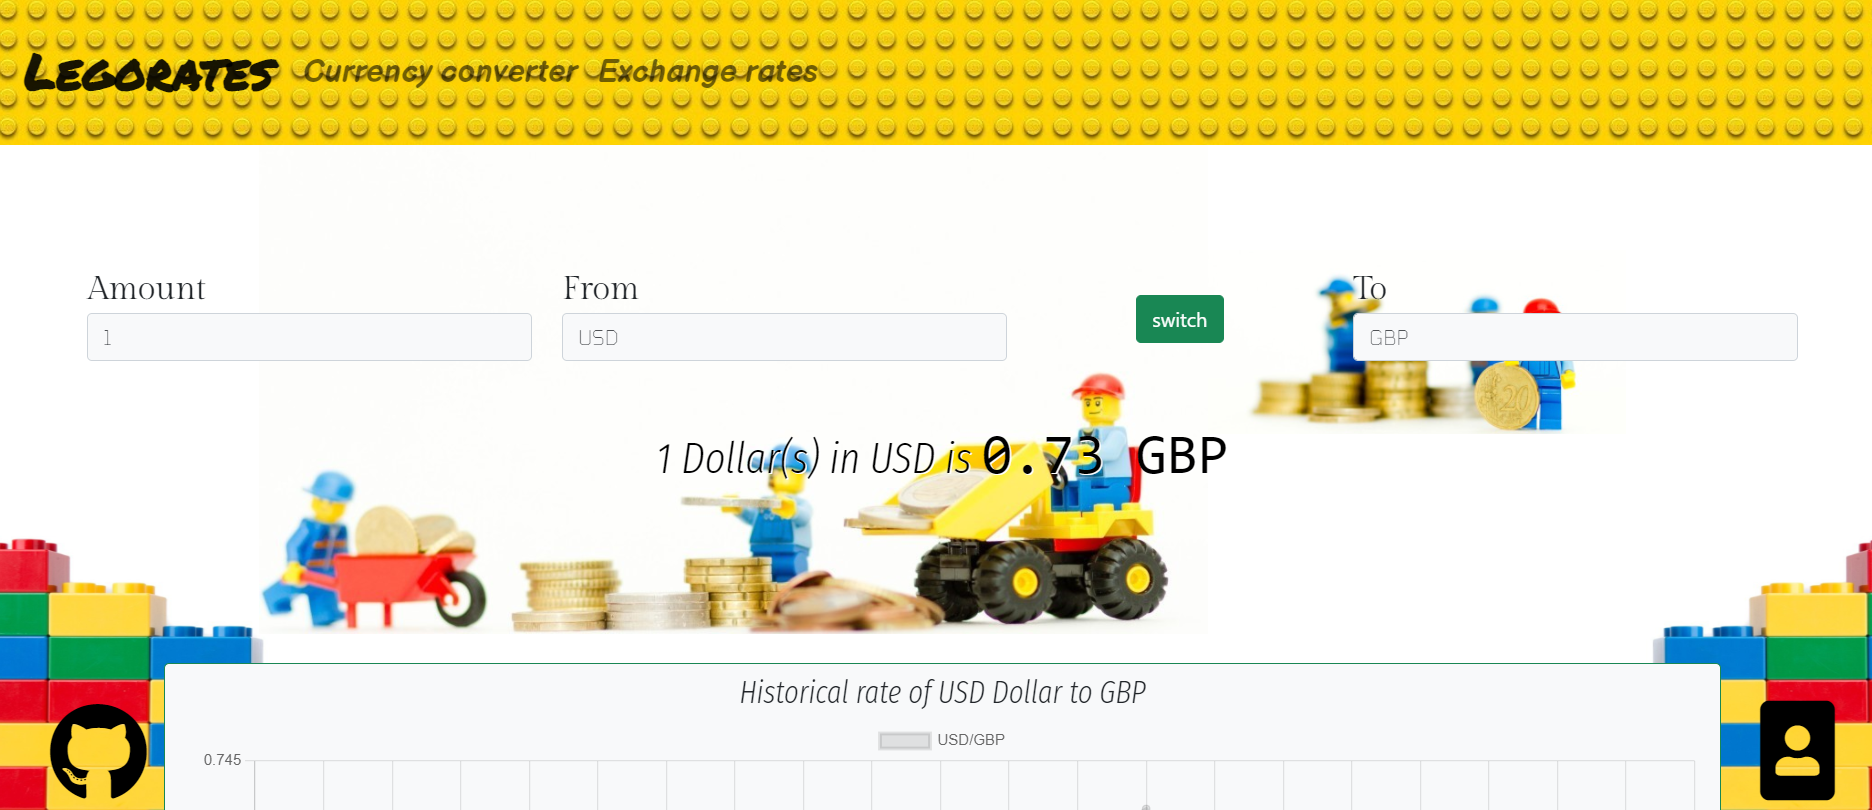 Legorates Currency converter Exchange rates
Amount From To
1 USD switch GBP
1 Dollar(s) in USD is 0.73 GBP
Historical rate of USD Dollar to GBP
USD/GBP
0.745